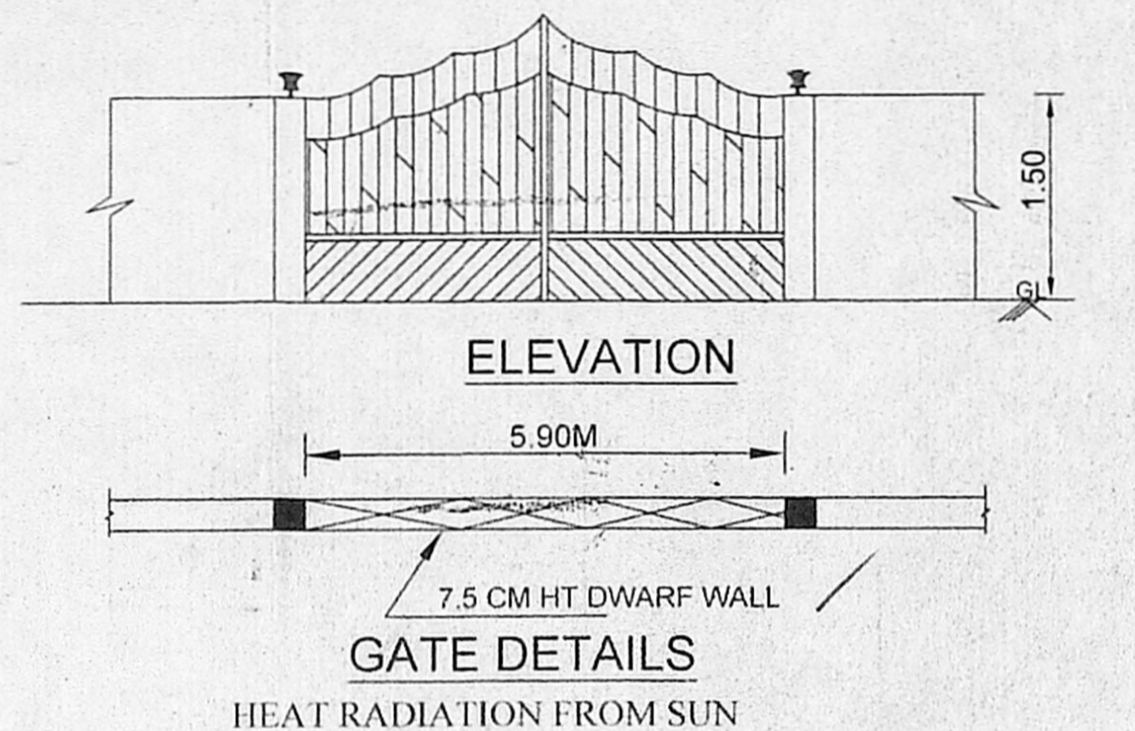 1.50
GL
ELEVATION
5.90M
7.5 CM HT DWARF WALL
GATE DETAILS
HEAT RADIATION FROM SUN